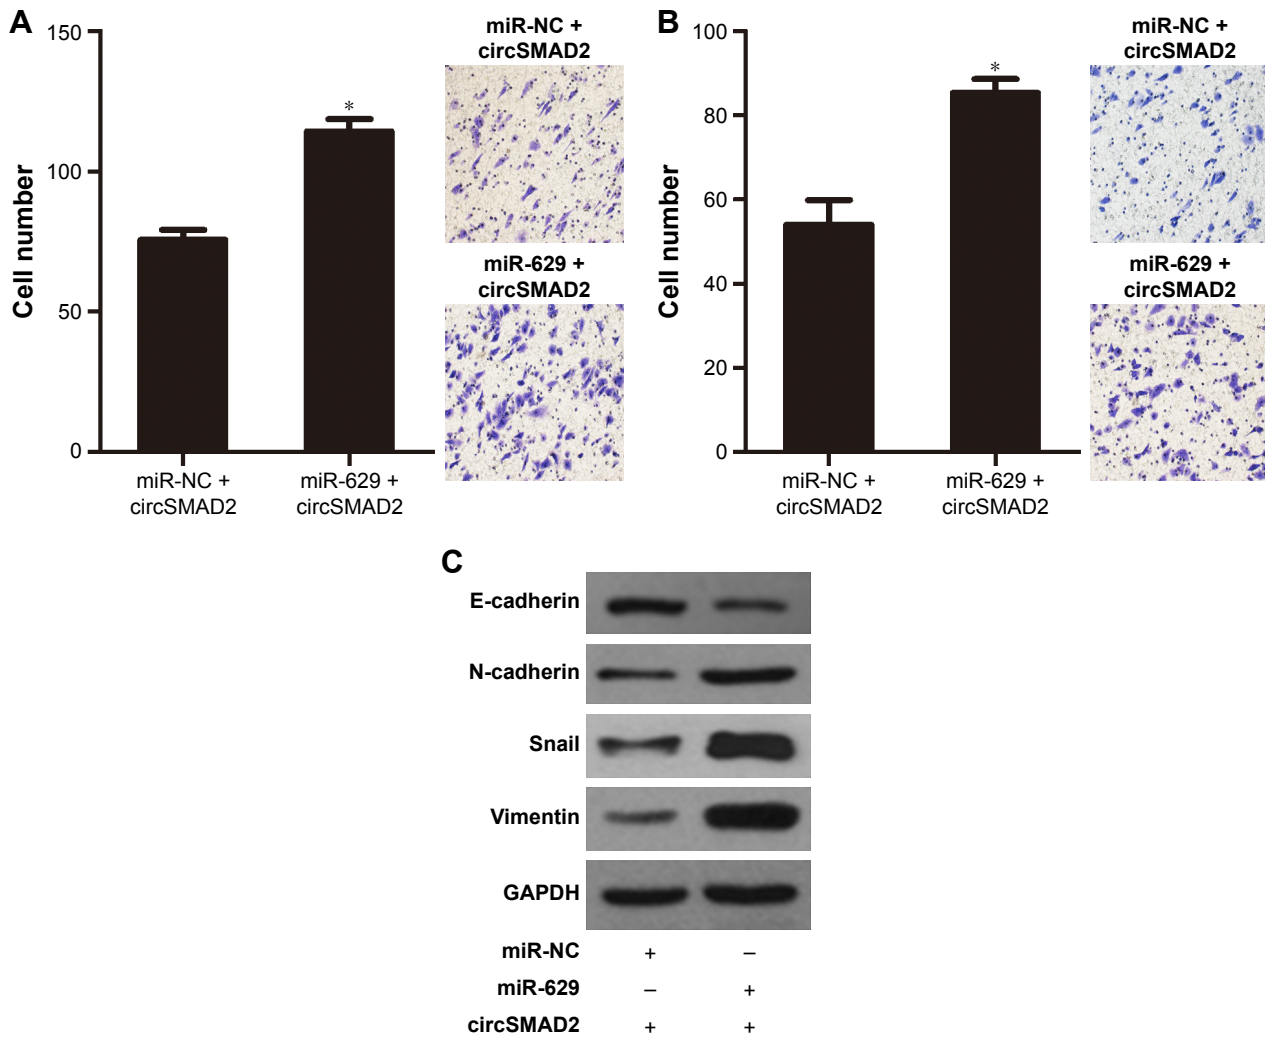 A
150
100
50
0
Cell number
*
miR-NC +
circSMAD2
miR-629 +
circSMAD2
miR-NC +
circSMAD2
miR-629 +
circSMAD2
B
100
80
60
40
20
0
Cell number
*
miR-NC +
circSMAD2
miR-629 +
circSMAD2
miR-NC +
circSMAD2
miR-629 +
circSMAD2
C
E-cadherin
N-cadherin
Snail
Vimentin
GAPDH
miR-NC + –
miR-629 – +
circSMAD2 + +